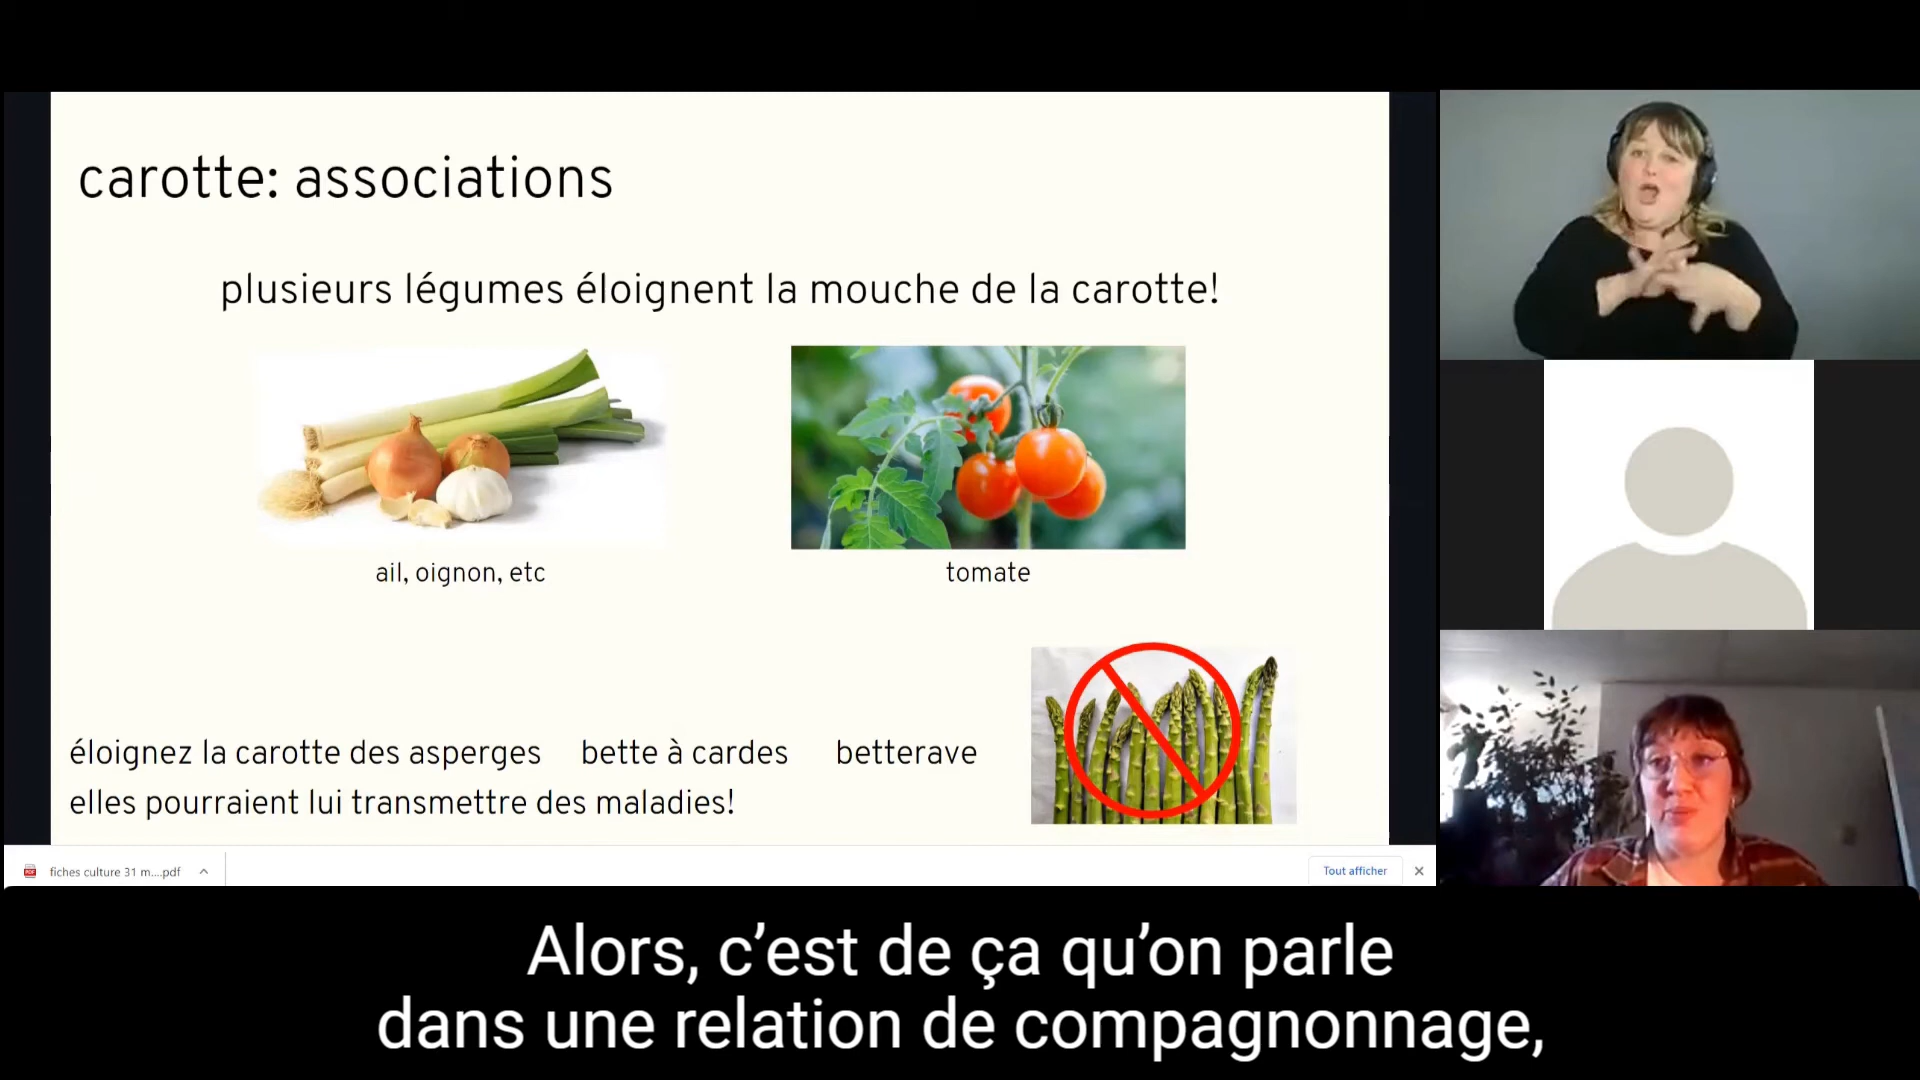 carotte: associations
plusieurs légumes éloignent la mouche de la carotte!
ail, oignon, etc
tomate
éloignez la carotte des asperges bette à cardes betterave
elles pourraient lui transmettre des maladies!
fiches culture 31 m....pdf
Tout afficher
Alors, c’est de ça qu’on parle
dans une relation de compagnonnage,